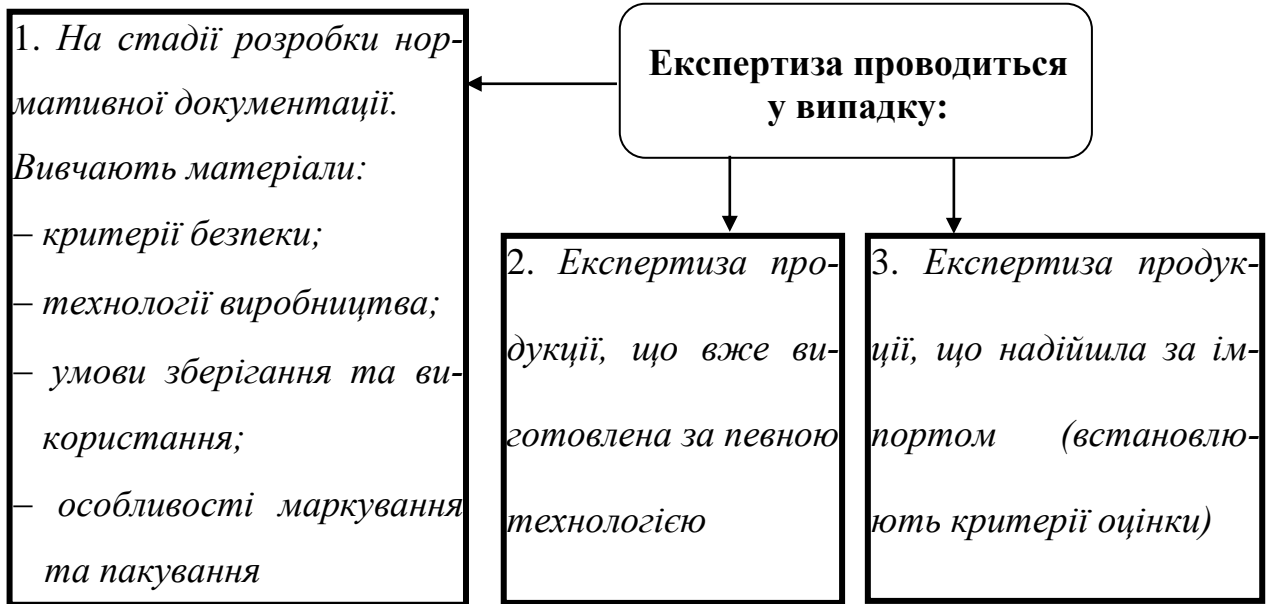 Експертиза проводиться
у випадку:
1. На стадії розробки нор-
мативної документації.
Вивчають матеріали:
– критерії безпеки;
– технології виробництва;
– умови зберігання та ви-
користання;
– особливості маркування
та пакування
2. Експертиза про-
дукції, що вже ви-
готовлена за певною
технологією
3. Експертиза продук-
ції, що надійшла за ім-
портом (встановлю-
ють критерії оцінки)